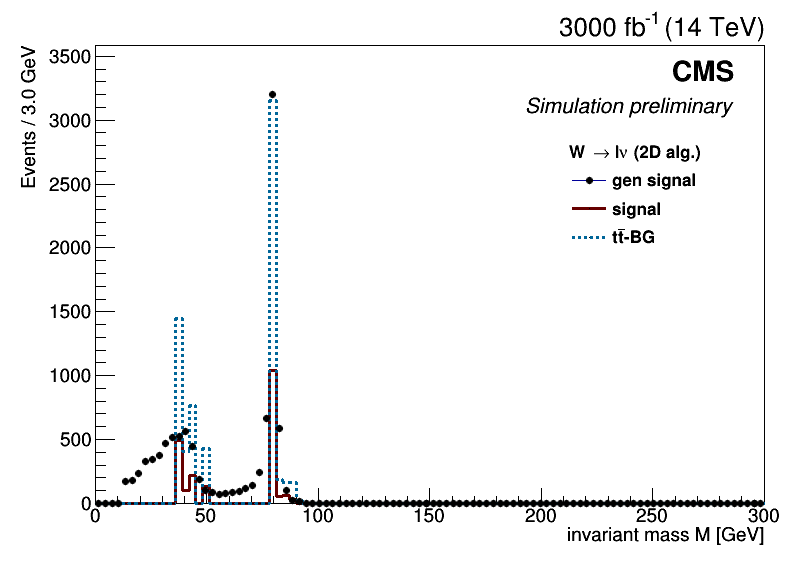 3000 fb-1 (14 TeV)
CMS
Simulation preliminary
W → lν (2D alg.)
gen signal
signal
tt̄-BG
Events / 3.0 GeV
3500
3000
2500
2000
1500
1000
500
0
0 50 100 150 200 250 300
invariant mass M [GeV]